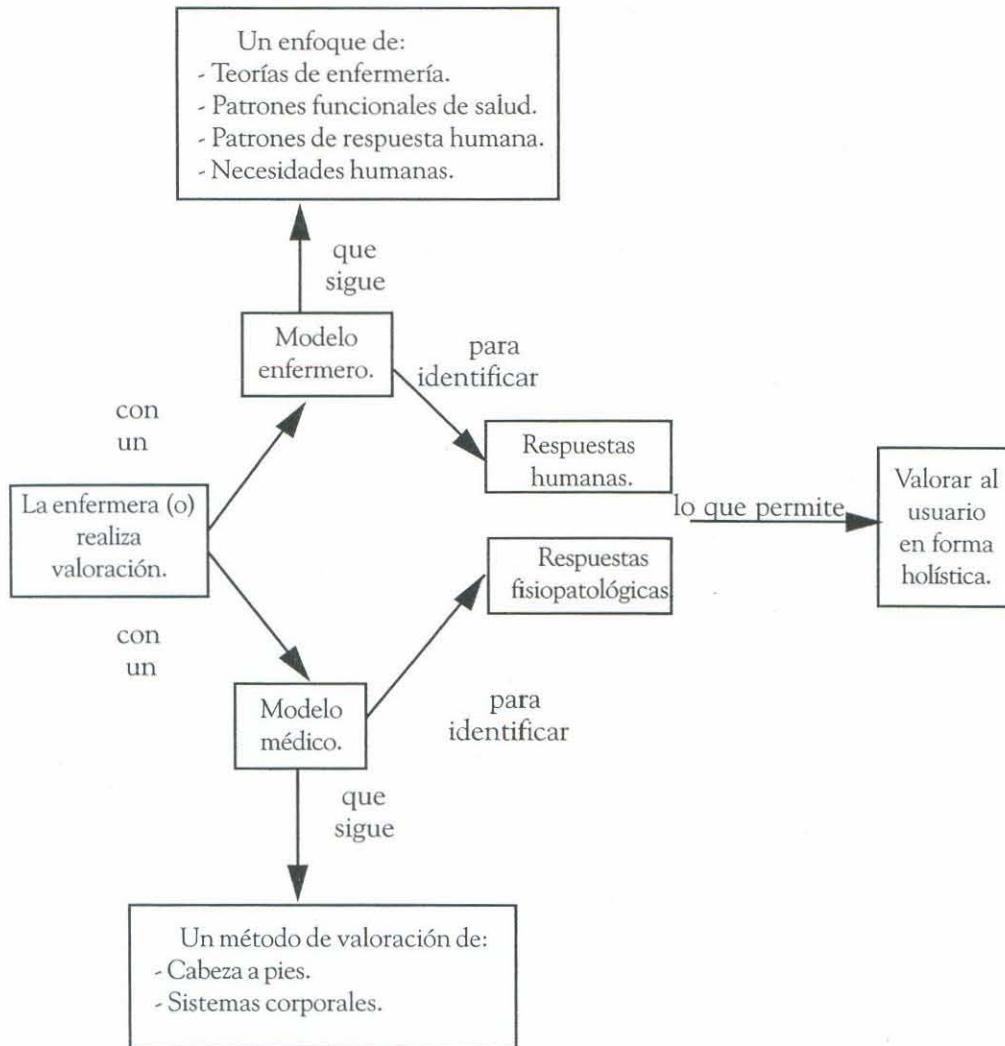 Un enfoque de:
- Teorías de enfermería.
- Patrones funcionales de salud.
- Patrones de respuesta humana.
- Necesidades humanas.
que
sigue
Modelo
enfermero.
para
identificar
con
un
Respuestas
humanas.
La enfermera (o)
realiza
valoración.
lo que permite
Valorar al
usuario
en forma
holística.
Respuestas
fisiopatológicas
con
un
Modelo
médico.
para
identificar
que
sigue
Un método de valoración de:
- Cabeza a pies.
- Sistemas corporales.